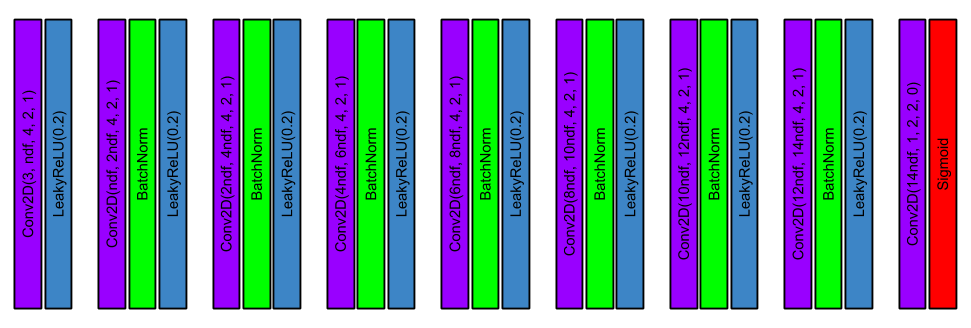 Conv2D(3, ndf, 4, 2, 1)
LeakyReLU(0.2)
Conv2D(ndf, 2ndf, 4, 2, 1)
BatchNorm
LeakyReLU(0.2)
Conv2D(2ndf, 4ndf, 4, 2, 1)
BatchNorm
LeakyReLU(0.2)
Conv2D(4ndf, 6ndf, 4, 2, 1)
BatchNorm
LeakyReLU(0.2)
Conv2D(6ndf, 8ndf, 4, 2, 1)
BatchNorm
LeakyReLU(0.2)
Conv2D(8ndf, 10ndf, 4, 2, 1)
BatchNorm
LeakyReLU(0.2)
Conv2D(10ndf, 12ndf, 4, 2, 1)
BatchNorm
LeakyReLU(0.2)
Conv2D(12ndf, 14ndf, 4, 2, 1)
BatchNorm
LeakyReLU(0.2)
Conv2D(14ndf, 1, 2, 2, 0)
Sigmoid